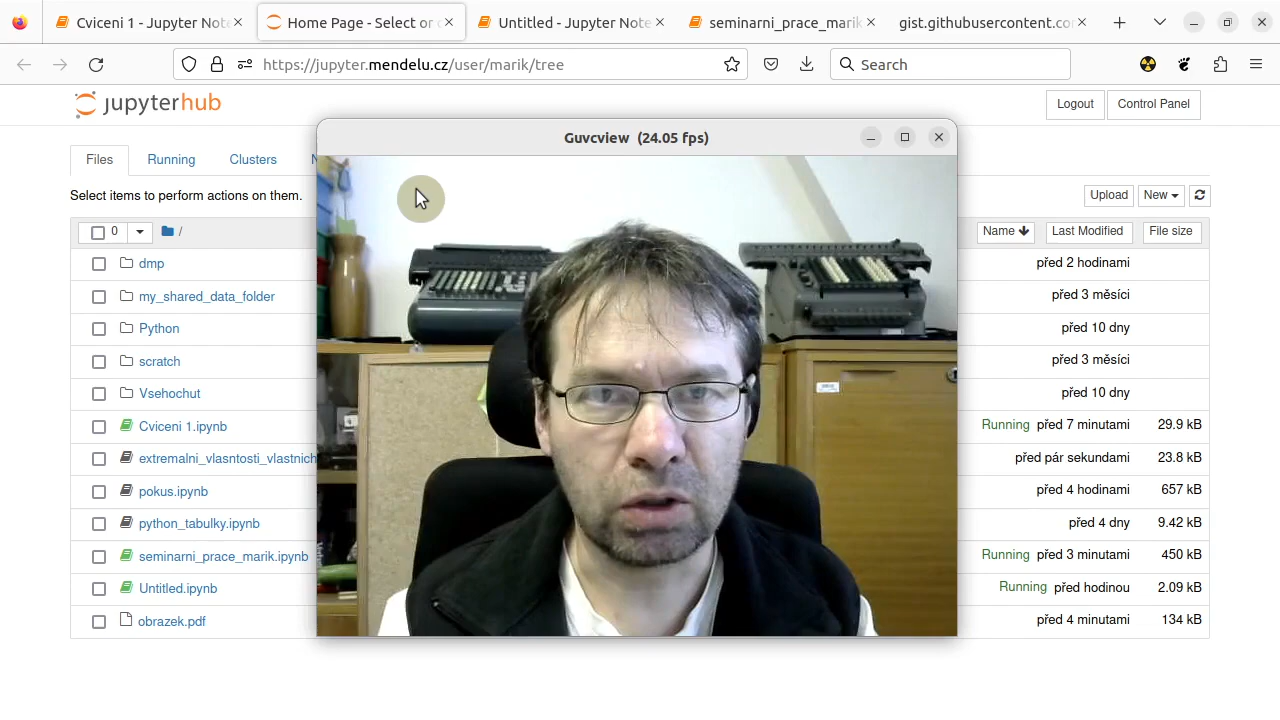 Cviceni 1 - Jupyter Note
Home Page - Select or c
Untitled - Jupyter Note
seminarni_prace_marik
gist.githubusercontent.co
https://jupyter.mendelu.cz/user/marik/tree
Search
jupyterhub
Logout
Control Panel
Guvcview (24.05 fps)
Files
Running
Clusters
Select items to perform actions on them.
Upload
New
0
/
Name
Last Modified
File size
dmp
před 2 hodinami
my_shared_data_folder
před 3 měsíci
Python
před 10 dny
scratch
před 3 měsíci
Vsehochut
před 10 dny
Cviceni 1.ipynb
Running před 7 minutami
29.9 kB
extremalni_vlasntosti_vlastnich
před pár sekundami
23.8 kB
pokus.ipynb
před 4 hodinami
657 kB
python_tabulky.ipynb
před 4 dny
9.42 kB
seminarni_prace_marik.ipynb
Running před 3 minutami
450 kB
Untitled.ipynb
Running před hodinou
2.09 kB
obrazek.pdf
před 4 minutami
134 kB